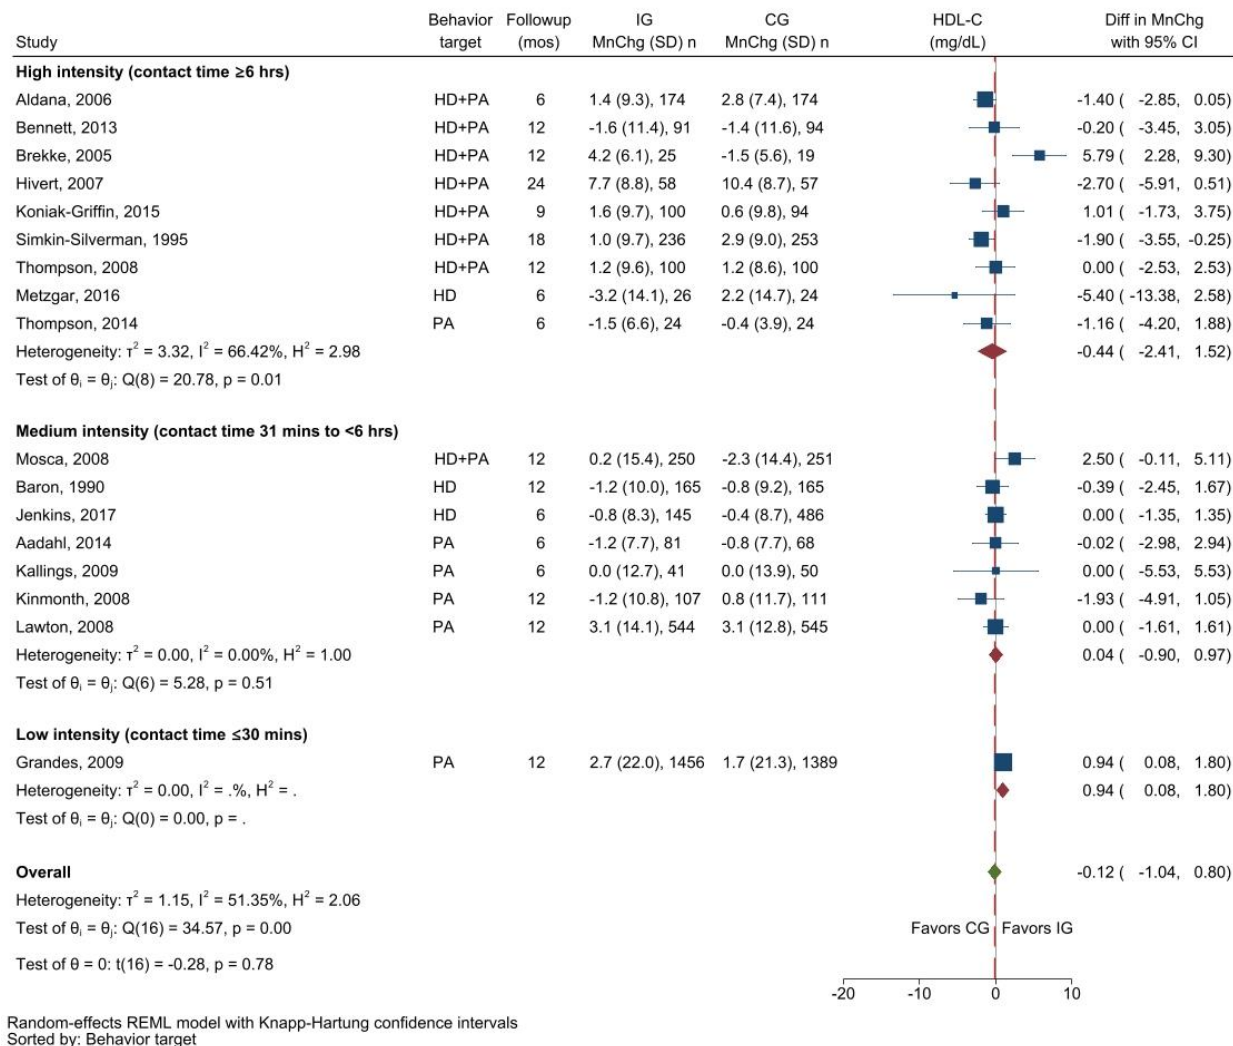 Study Behavior target Followup (mos) IG MnChg (SD) n CG MnChg (SD) n HDL-C (mg/dL) Diff in MnChg with 95% CI
High intensity (contact time ≥6 hrs)
Aldana, 2006 HD+PA 6 1.4 (9.3), 174 2.8 (7.4), 174 -1.40 ( -2.85, 0.05)
Bennett, 2013 HD+PA 12 -1.6 (11.4), 91 -1.4 (11.6), 94 -0.20 ( -3.45, 3.05)
Brekke, 2005 HD+PA 12 4.2 (6.1), 25 -1.5 (5.6), 19 5.79 ( 2.28, 9.30)
Hivert, 2007 HD+PA 24 7.7 (8.8), 58 10.4 (8.7), 57 -2.70 ( -5.91, 0.51)
Koniak-Griffin, 2015 HD+PA 9 1.6 (9.7), 100 0.6 (9.8), 94 1.01 ( -1.73, 3.75)
Simkin-Silverman, 1995 HD+PA 18 1.0 (9.7), 236 2.9 (9.0), 253 -1.90 ( -3.55, -0.25)
Thompson, 2008 HD+PA 12 1.2 (9.6), 100 1.2 (8.6), 100 0.00 ( -2.53, 2.53)
Metzgar, 2016 HD 6 -3.2 (14.1), 26 2.2 (14.7), 24 -5.40 ( -13.38, 2.58)
Thompson, 2014 PA 6 -1.5 (6.6), 24 -0.4 (3.9), 24 -1.16 ( -4.20, 1.88)
Heterogeneity: τ² = 3.32, I² = 66.42%, H² = 2.98 -0.44 ( -2.41, 1.52)
Test of θᵢ = θⱼ: Q(8) = 20.78, p = 0.01
Medium intensity (contact time 31 mins to <6 hrs)
Mosca, 2008 HD+PA 12 0.2 (15.4), 250 -2.3 (14.4), 251 2.50 ( -0.11, 5.11)
Baron, 1990 HD 12 -1.2 (10.0), 165 -0.8 (9.2), 165 -0.39 ( -2.45, 1.67)
Jenkins, 2017 HD 6 -0.8 (8.3), 145 -0.4 (8.7), 486 0.00 ( -1.35, 1.35)
Aadahl, 2014 PA 6 -1.2 (7.7), 81 -0.8 (7.7), 68 -0.02 ( -2.98, 2.94)
Kallings, 2009 PA 6 0.0 (12.7), 41 0.0 (13.9), 50 0.00 ( -5.53, 5.53)
Kinmonth, 2008 PA 12 -1.2 (10.8), 107 0.8 (11.7), 111 -1.93 ( -4.91, 1.05)
Lawton, 2008 PA 12 3.1 (14.1), 544 3.1 (12.8), 545 0.00 ( -1.61, 1.61)
Heterogeneity: τ² = 0.00, I² = 0.00%, H² = 1.00 0.04 ( -0.90, 0.97)
Test of θᵢ = θⱼ: Q(6) = 5.28, p = 0.51
Low intensity (contact time ≤30 mins)
Grandes, 2009 PA 12 2.7 (22.0), 1456 1.7 (21.3), 1389 0.94 ( 0.08, 1.80)
Heterogeneity: τ² = 0.00, I² = .%, H² = . 0.94 ( 0.08, 1.80)
Test of θᵢ = θⱼ: Q(0) = 0.00, p = .
Overall -0.12 ( -1.04, 0.80)
Heterogeneity: τ² = 1.15, I² = 51.35%, H² = 2.06
Test of θᵢ = θⱼ: Q(16) = 34.57, p = 0.00 Favors CG Favors IG
Test of θ = 0: t(16) = -0.28, p = 0.78
-20 -10 0 10
Random-effects REML model with Knapp-Hartung confidence intervals
Sorted by: Behavior target